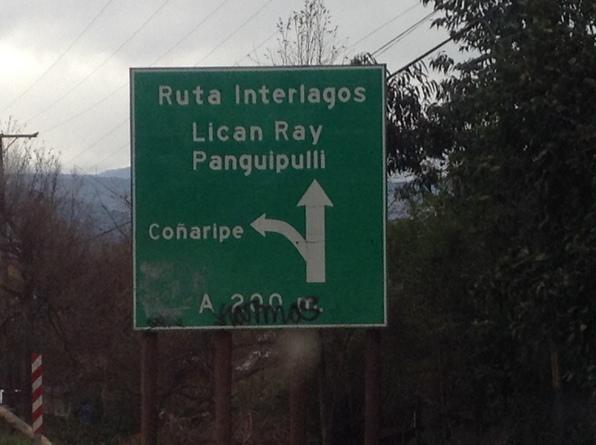 Ruta Interlagos
Lican Ray
Panguipulli
Coñaripe
A 200 m.